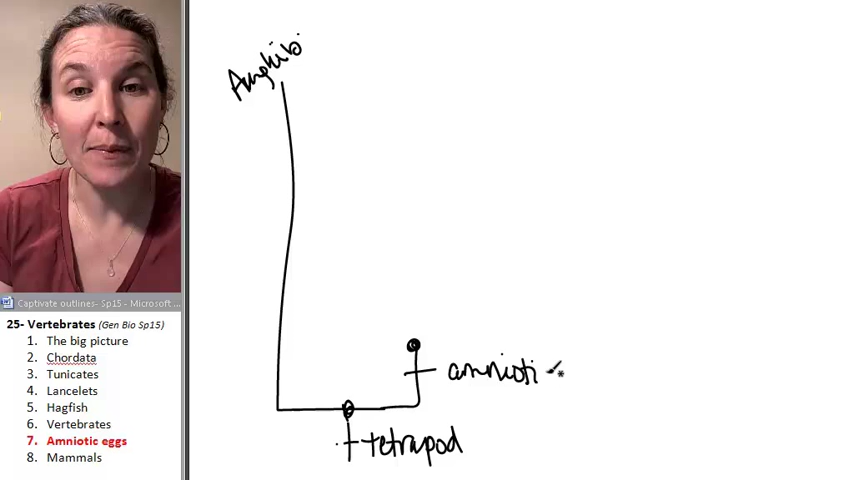 Amphib
amnioti
tetrapod
Captivate outlines- Sp15 - Microsoft ...
25- Vertebrates (Gen Bio Sp15)
1. The big picture
2. Chordata
3. Tunicates
4. Lancelets
5. Hagfish
6. Vertebrates
7. Amniotic eggs
8. Mammals